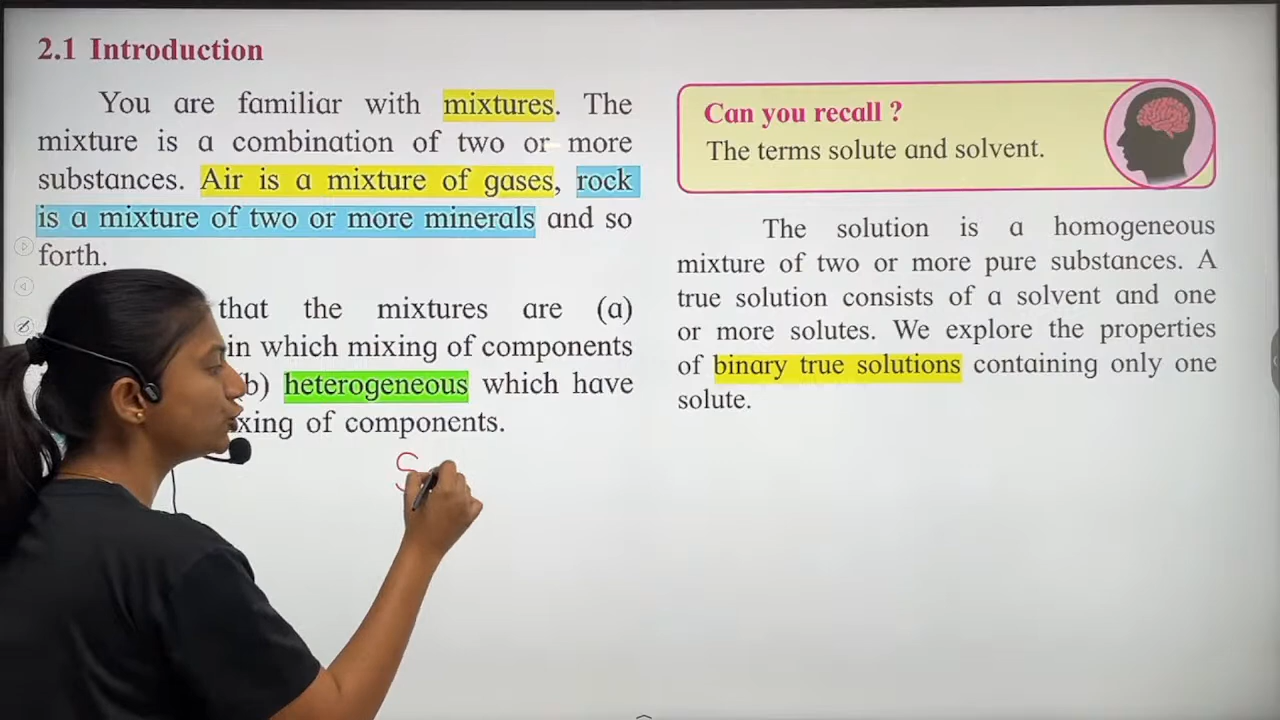 2.1 Introduction
You are familiar with mixtures. The
mixture is a combination of two or more
substances. Air is a mixture of gases, rock
is a mixture of two or more minerals and so
forth.
that the mixtures are (a)
in which mixing of components
(b) heterogeneous which have
xing of components.
S
Can you recall ?
The terms solute and solvent.
The solution is a homogeneous
mixture of two or more pure substances. A
true solution consists of a solvent and one
or more solutes. We explore the properties
of binary true solutions containing only one
solute.